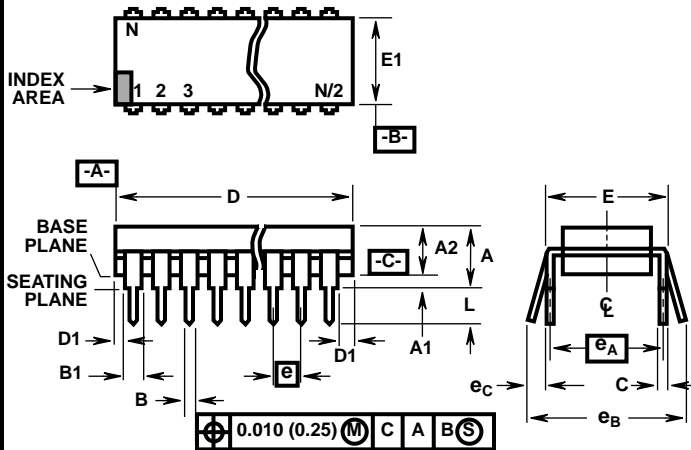 N
E1
INDEX
AREA
1 2 3 N/2
-B-
-A-
D
E
BASE
PLANE
A2
A
-C-
SEATING
PLANE
L
C
L
D1
A1
D1
eA
B1
e
eC
C
B
eB
0.010 (0.25) M C A B S